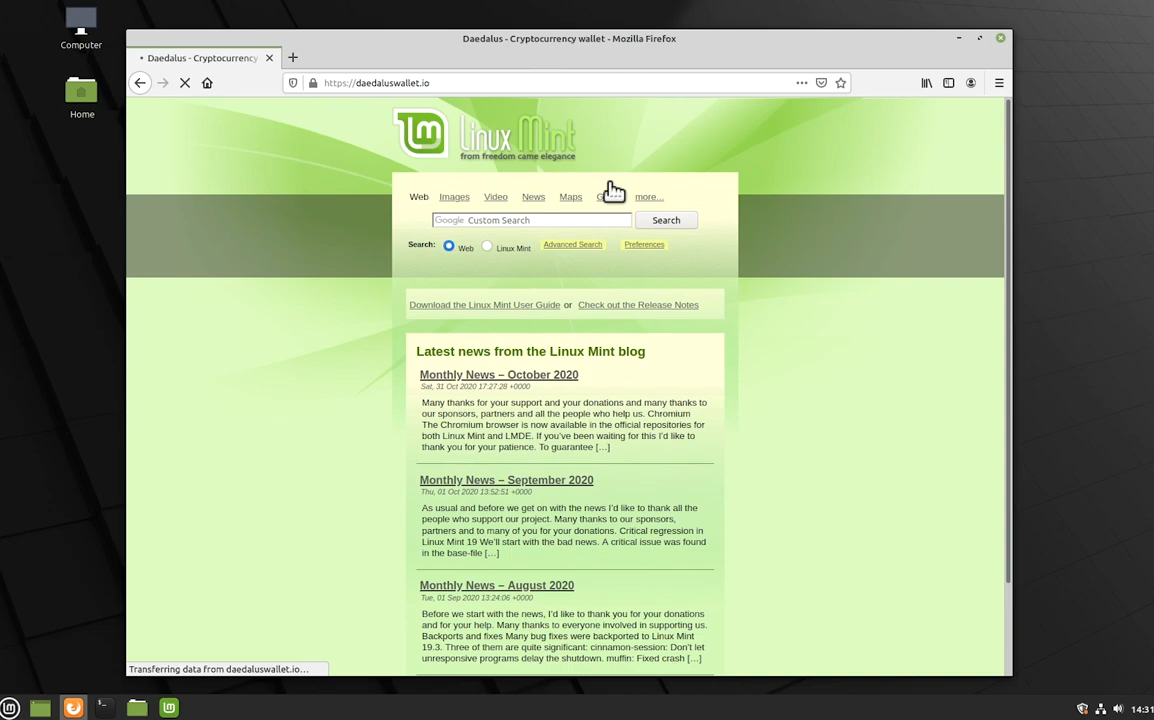 Computer
Home
Daedalus - Cryptocurrency wallet - Mozilla Firefox
Daedalus - Cryptocurrency
https://daedaluswallet.io
Linux Mint
from freedom came elegance
Web Images Video News Maps more...
Google Custom Search Search
Search: Web Linux Mint Advanced Search Preferences
Download the Linux Mint User Guide or Check out the Release Notes
Latest news from the Linux Mint blog
Monthly News – October 2020
Sat, 31 Oct 2020 17:27:28 +0000
Many thanks for your support and your donations and many thanks to
our sponsors, partners and all the people who help us. Chromium
The Chromium browser is now available in the official repositories for
both Linux Mint and LMDE. If you've been waiting for this I'd like to
thank you for your patience. To guarantee […]
Monthly News – September 2020
Thu, 01 Oct 2020 13:52:51 +0000
As usual and before we get on with the news I'd like to thank all the
people who support our project. Many thanks to our sponsors,
partners and to many of you for your donations. Critical regression in
Linux Mint 19 We'll start with the bad news. A critical issue was found
in the base-file […]
Monthly News – August 2020
Tue, 01 Sep 2020 13:24:06 +0000
Before we start with the news, I'd like to thank you for your donations
and for your help. Many thanks to everyone involved in supporting us.
Backports and fixes Many bug fixes were backported to Linux Mint
19.3. Three of them are quite significant: cinnamon-session: Don't let
unresponsive programs delay the shutdown. muffin: Fixed crash […]
Transferring data from daedaluswallet.io…
14:31